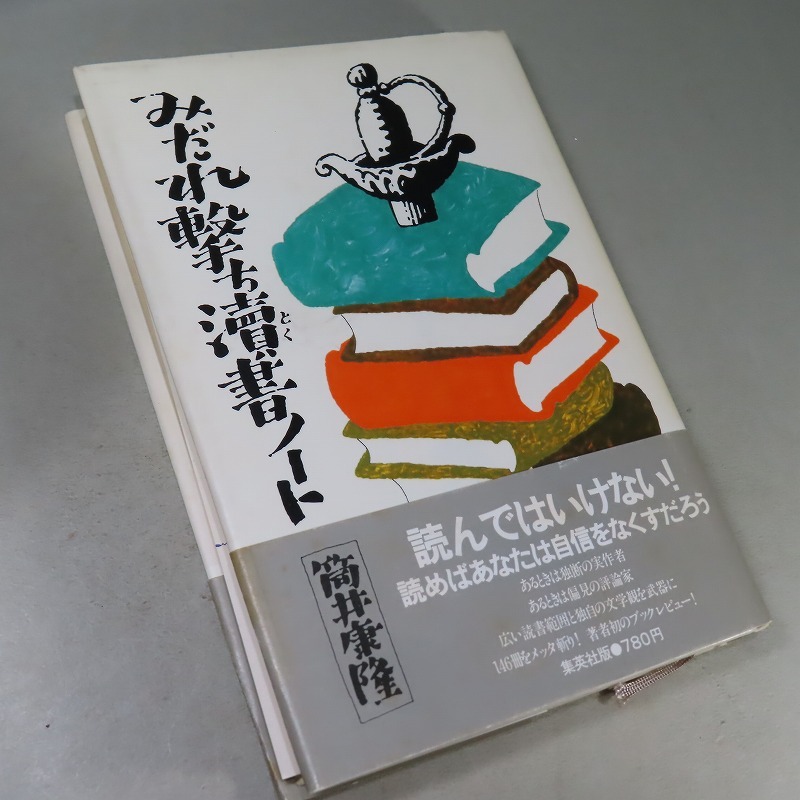 みだれ撃ち瀆書ノート
とく
筒井康隆
読んではいけない!
読めばあなたは自信をなくすだろう
あるときは独断の実作者
あるときは偏見の評論家
広い読書範囲と独自の文学観を武器に
146冊をメッタ斬り! 著者初のブックレビュー!
集英社版●780円